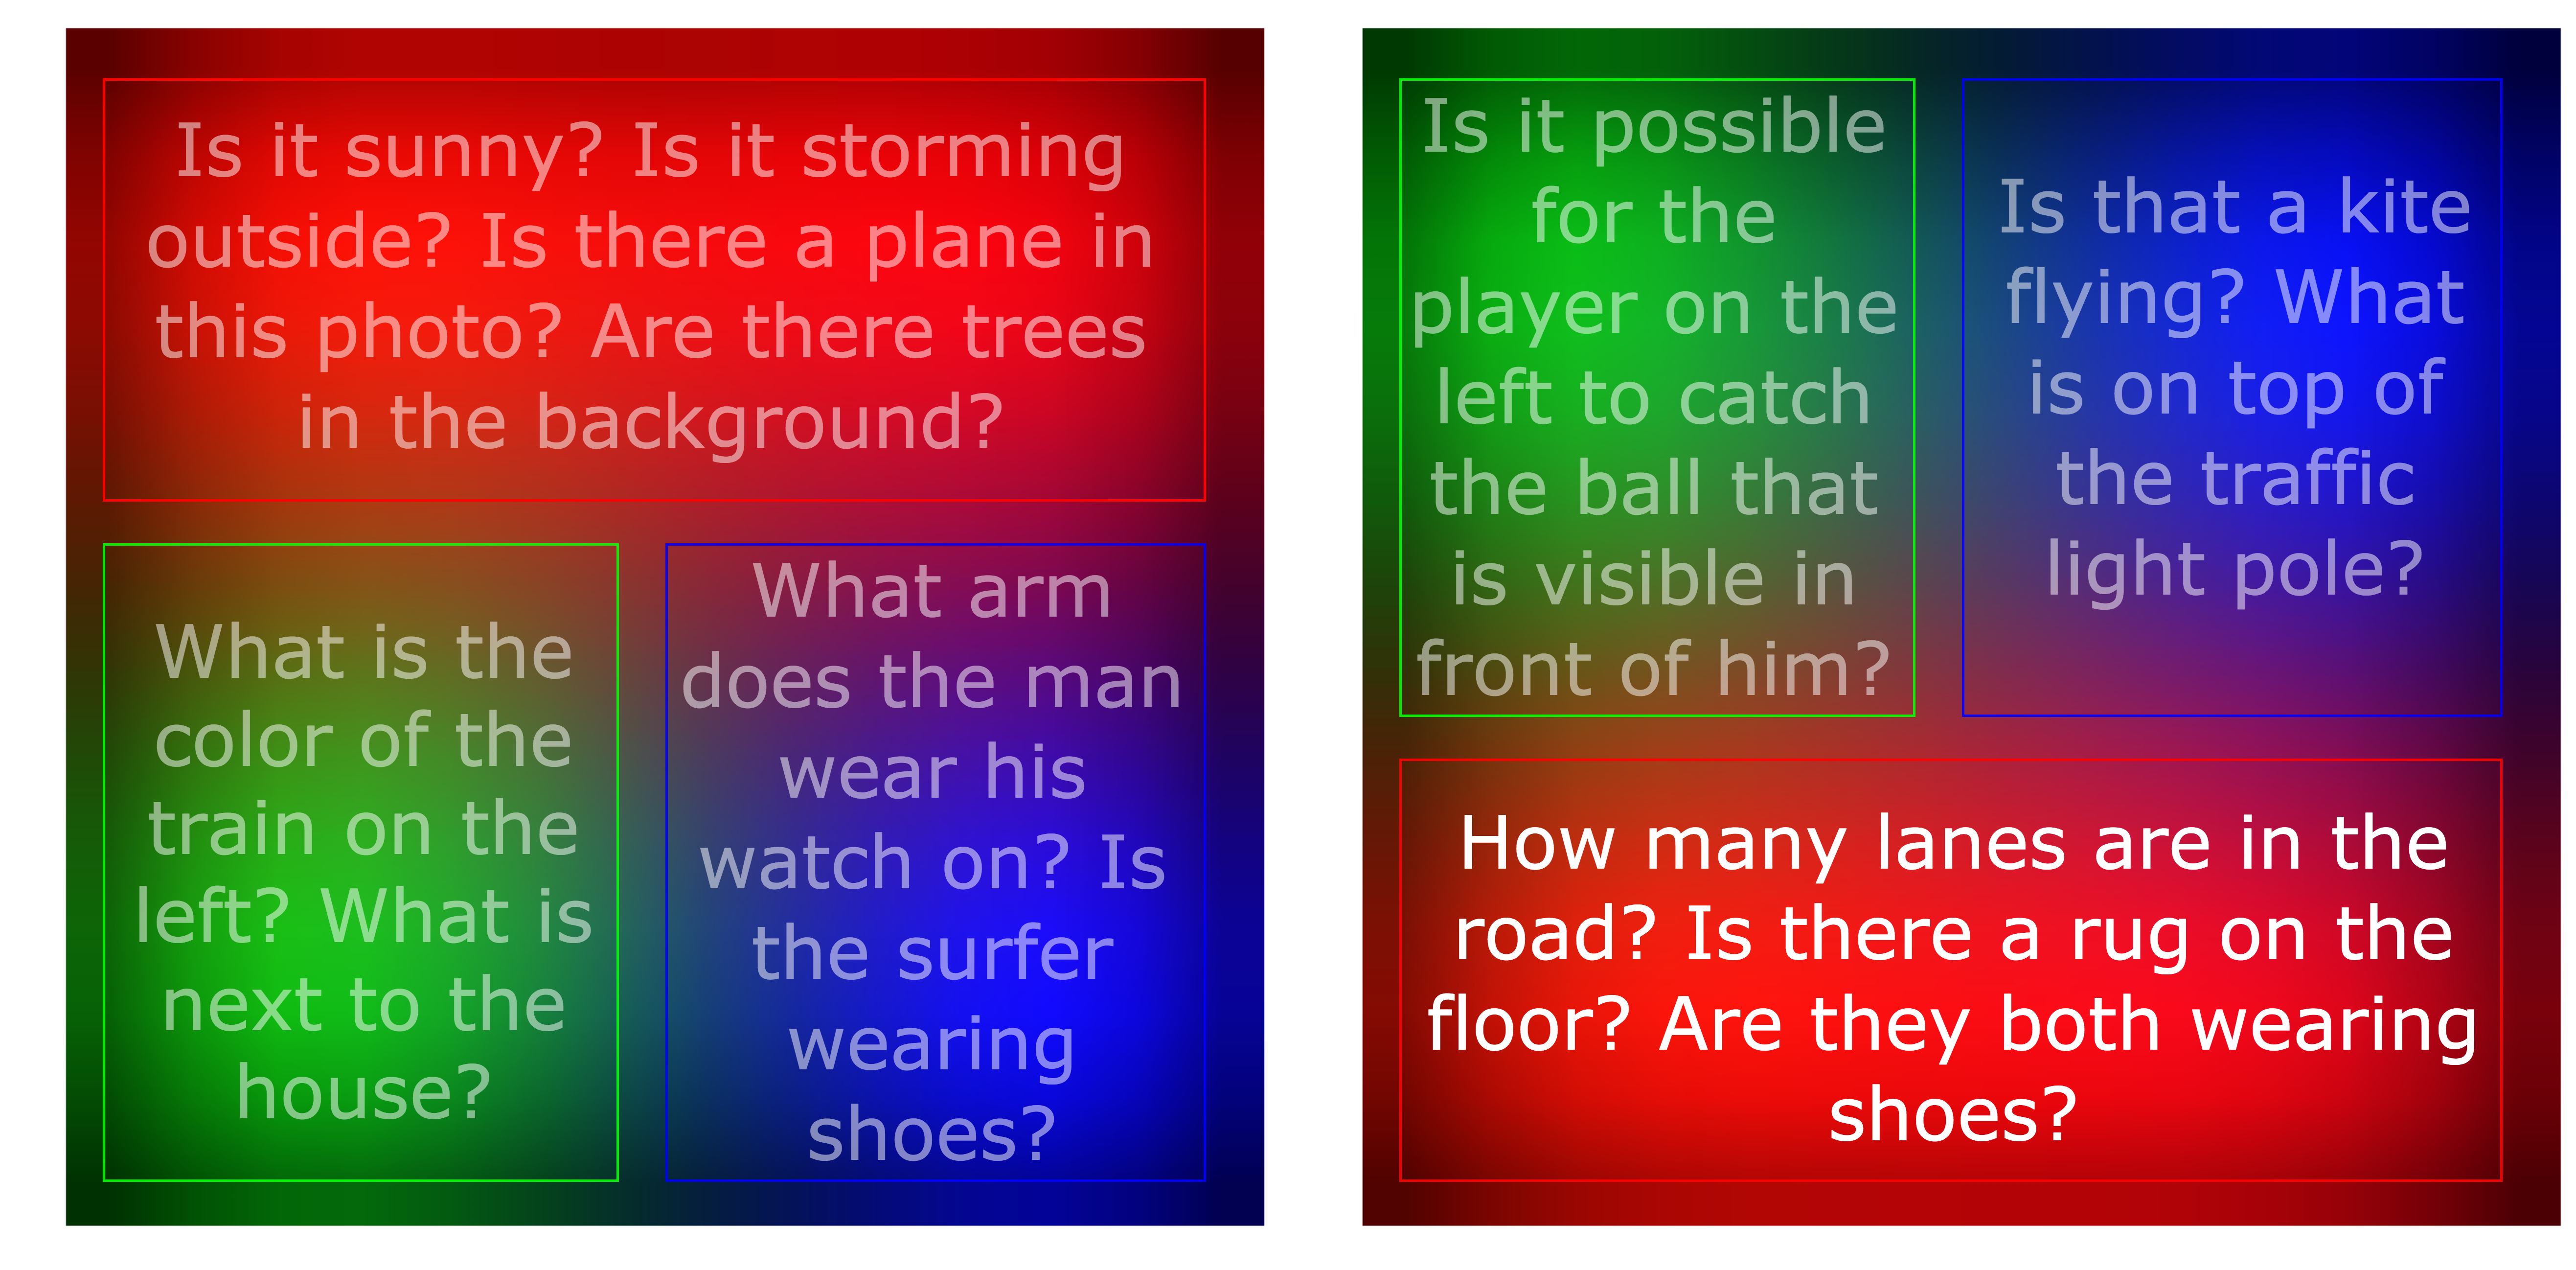 Is it sunny? Is it storming
outside? Is there a plane in
this photo? Are there trees
in the background?
What is the
color of the
train on the
left? What is
next to the
house?
What arm
does the man
wear his
watch on? Is
the surfer
wearing
shoes?
Is it possible
for the
player on the
left to catch
the ball that
is visible in
front of him?
Is that a kite
flying? What
is on top of
the traffic
light pole?
How many lanes are in the
road? Is there a rug on the
floor? Are they both wearing
shoes?